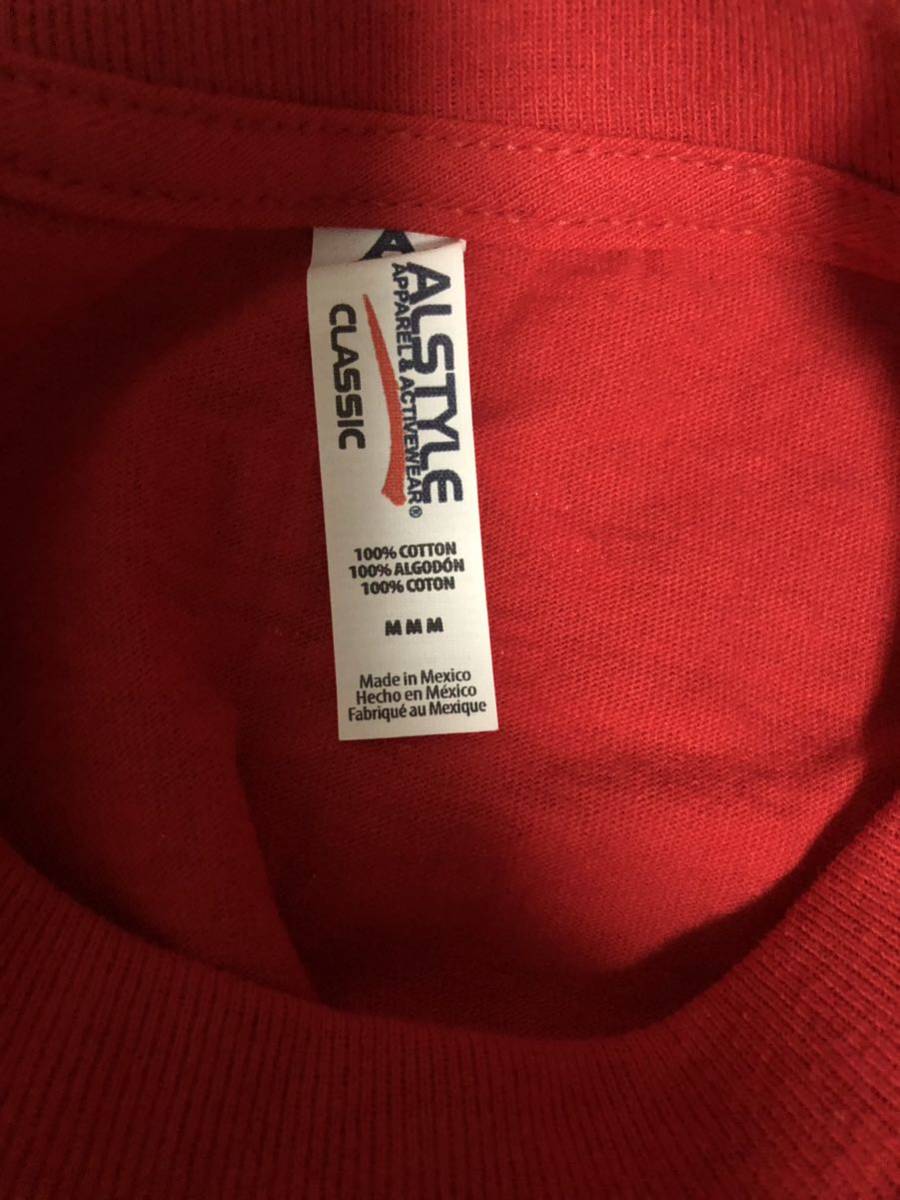 A
ALSTYLE
APPAREL & ACTIVEWEAR®
CLASSIC
100% COTTON
100% ALGODÓN
100% COTON
M M M
Made in Mexico
Hecho en México
Fabriqué au Mexique